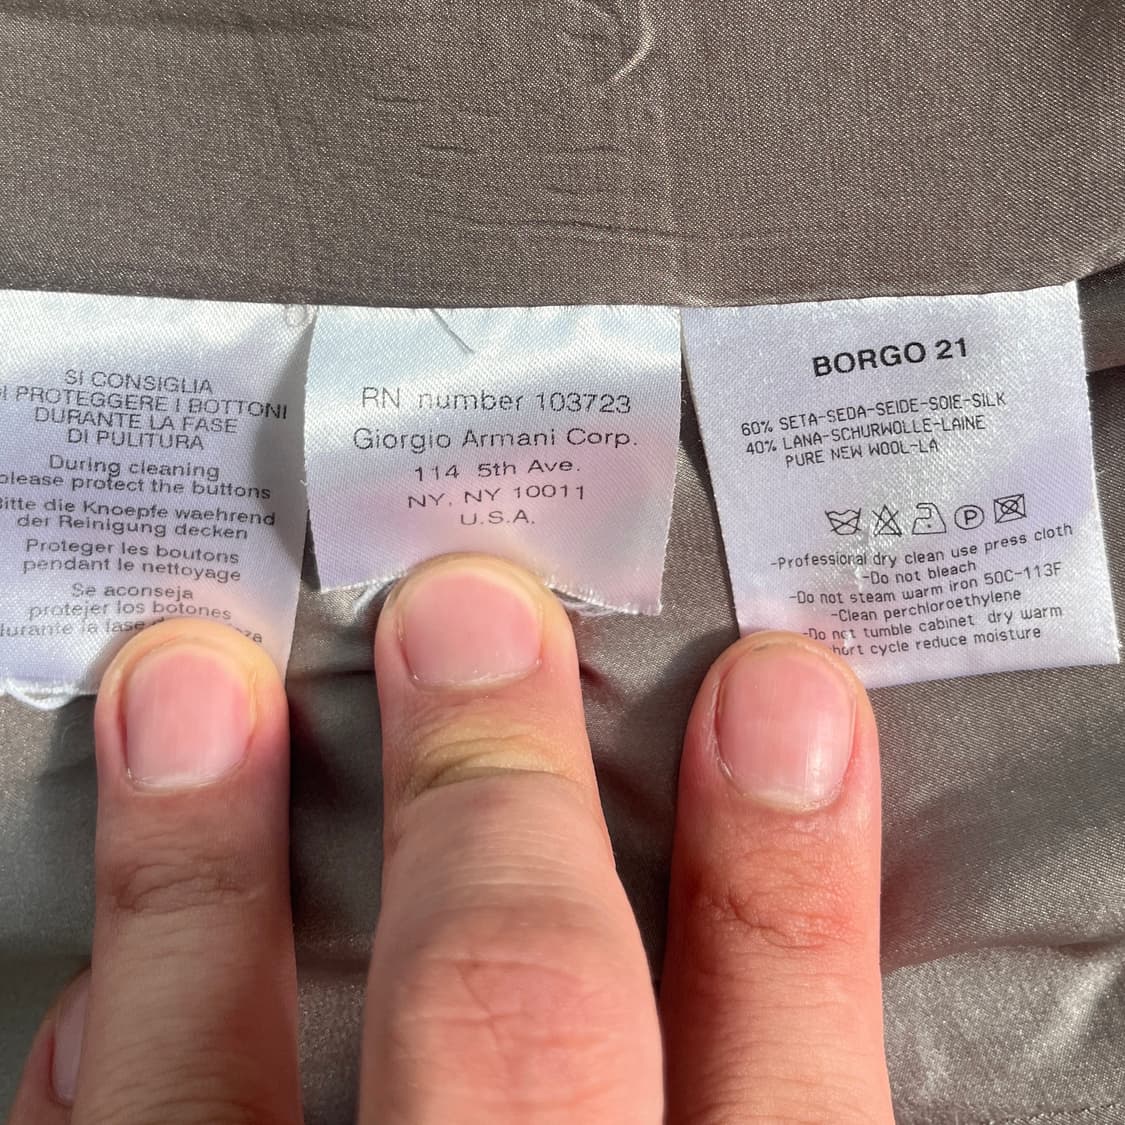 SI CONSIGLIA
PROTEGGERE I BOTTONI
DURANTE LA FASE
DI PULITURA
During cleaning
please protect the buttons
Bitte die Knoepfe waehrend
der Reinigung decken
Proteger les boutons
pendant le nettoyage
Se aconseja
protejer los botones
durante la fase
RN number 103723
Giorgio Armani Corp.
114 5th Ave.
NY, NY 10011
U.S.A.
BORGO 21
60% SETA-SEDA-SEIDE-SOIE-SILK
40% LANA-SCHURWOLLE-LAINE
PURE NEW WOOL-LA
P
-Professional dry clean use press cloth
-Do not bleach
-Do not steam warm iron 50C-113F
-Clean perchloroethylene
-Do not tumble cabinet dry warm
cycle reduce moisture